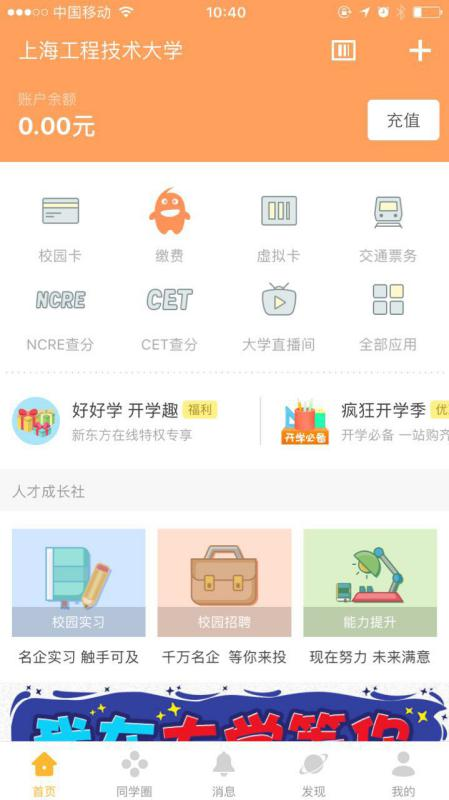 中国移动 10:40
上海工程技术大学
账户余额
0.00元
充值
校园卡 缴费 虚拟卡 交通票务
NCRE CET
NCRE查分 CET查分 大学直播间 全部应用
好好学 开学趣 福利 疯狂开学季 优
新东方在线特权专享 开学必备 开学必备 一站购齐
人才成长社
校园实习 校园招聘 能力提升
名企实习 触手可及 千万名企 等你来投 现在努力 未来满意
我在大学等你
首页 同学圈 消息 发现 我的